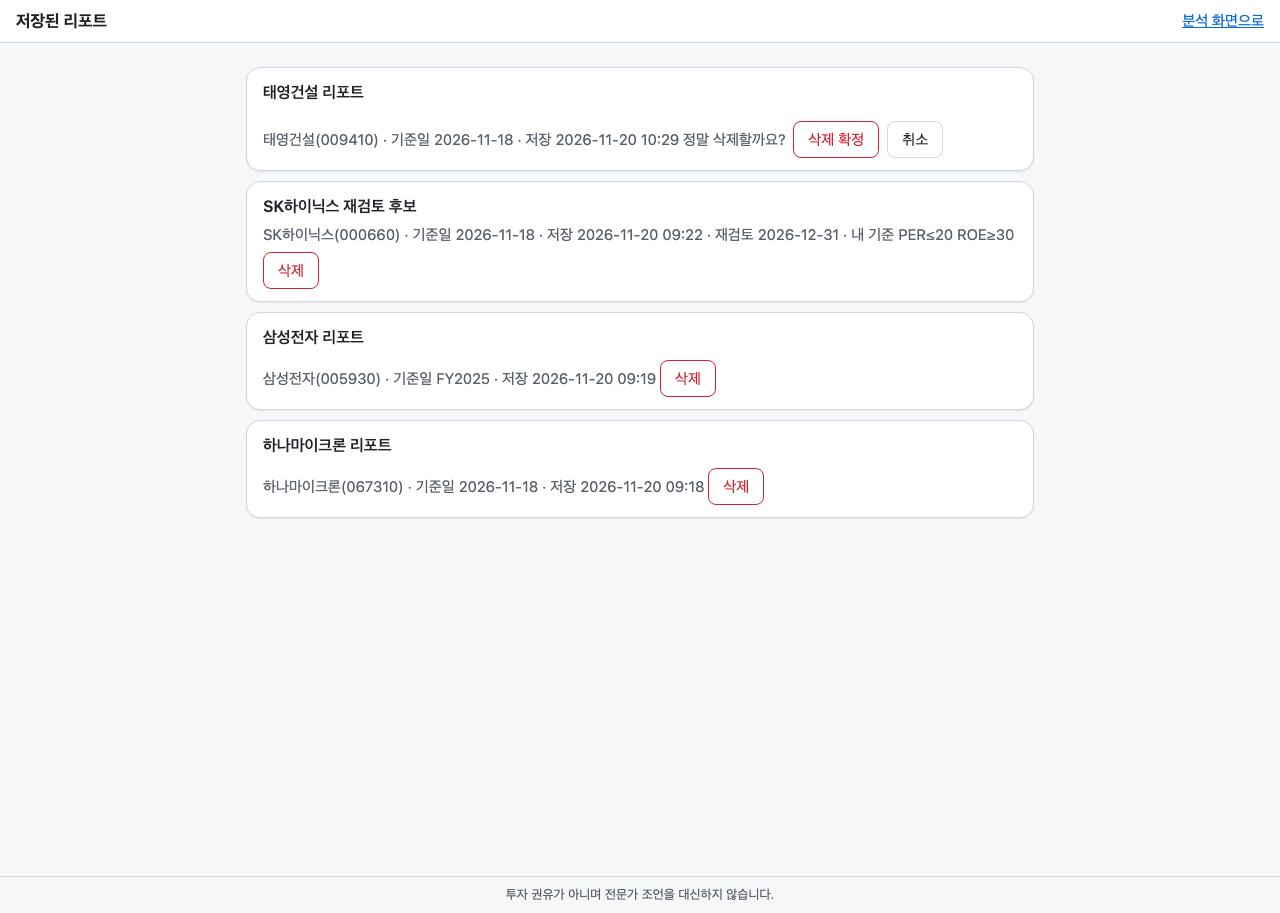 저장된 리포트
분석 화면으로
태영건설 리포트
태영건설(009410) · 기준일 2026-11-18 · 저장 2026-11-20 10:29 정말 삭제할까요? 삭제 확정 취소
SK하이닉스 재검토 후보
SK하이닉스(000660) · 기준일 2026-11-18 · 저장 2026-11-20 09:22 · 재검토 2026-12-31 · 내 기준 PER≤20 ROE≥30
삭제
삼성전자 리포트
삼성전자(005930) · 기준일 FY2025 · 저장 2026-11-20 09:19 삭제
하나마이크론 리포트
하나마이크론(067310) · 기준일 2026-11-18 · 저장 2026-11-20 09:18 삭제
투자 권유가 아니며 전문가 조언을 대신하지 않습니다.